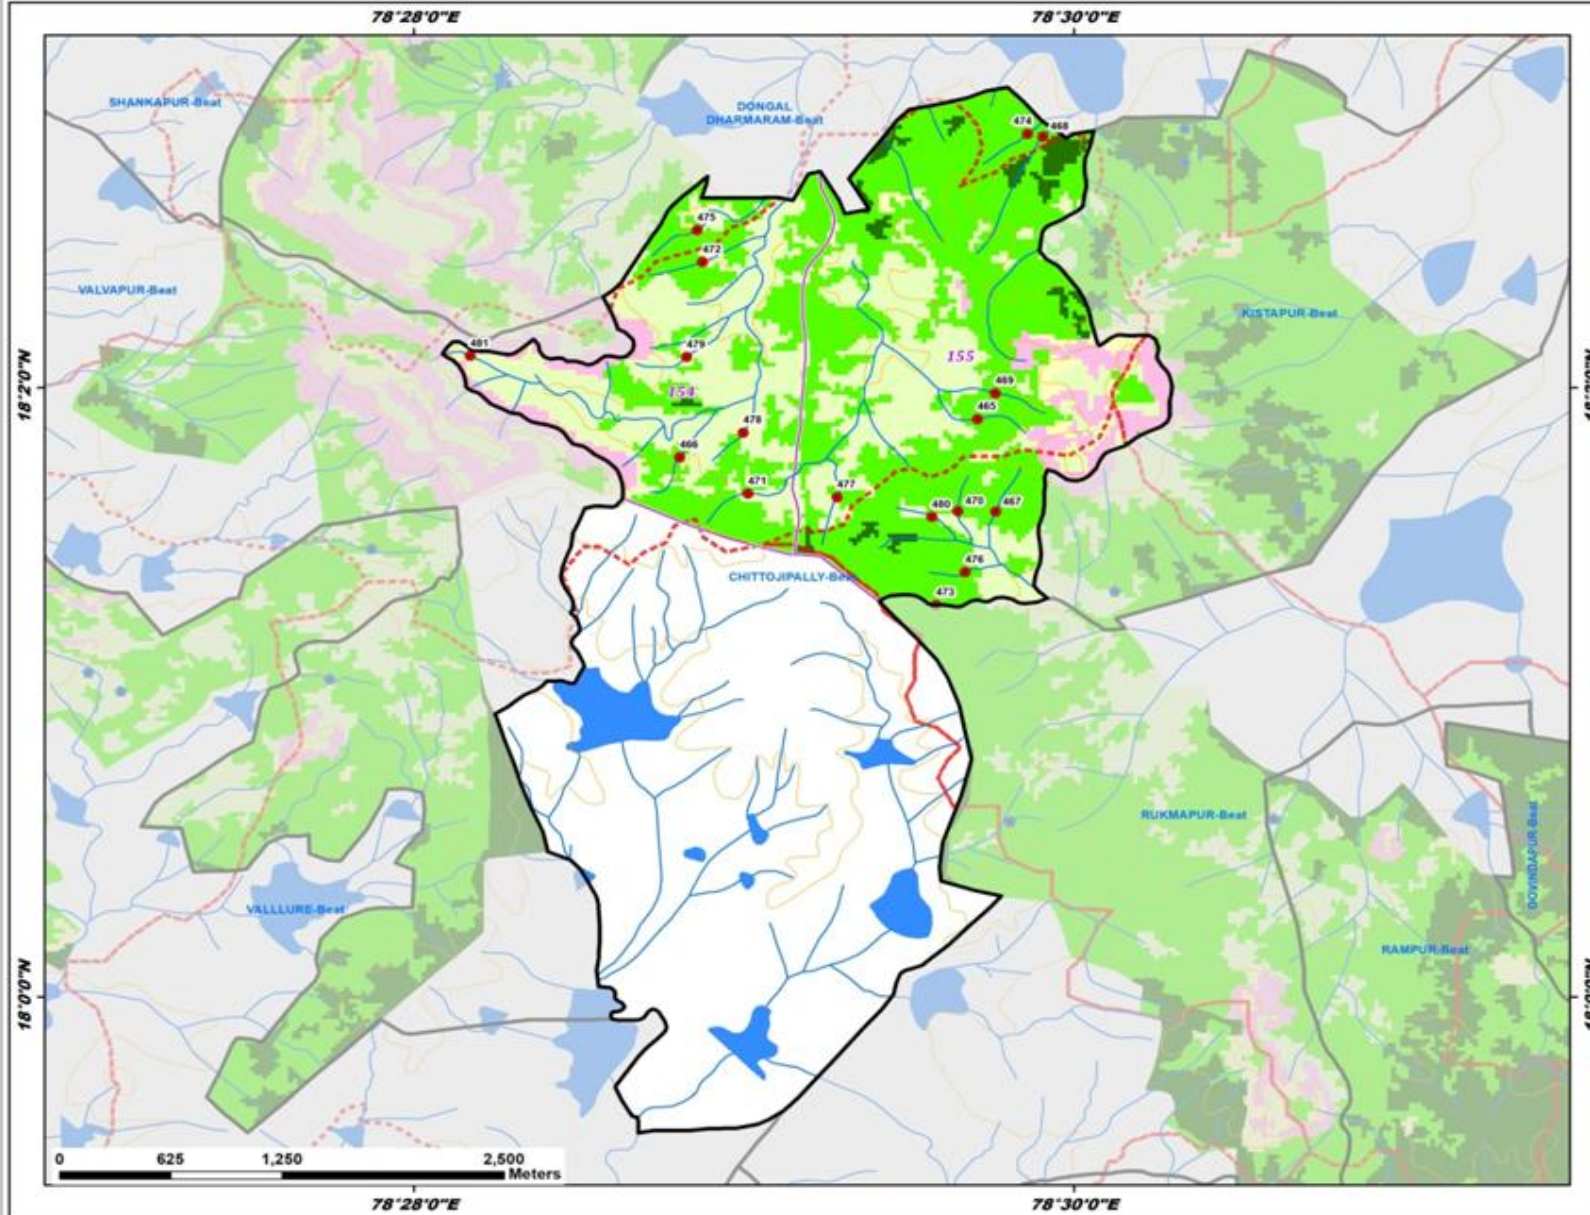 78°28'0"E
78°30'0"E
SHANKAPUR-Beat
DONGAL
DHARMARAM-Beat
474
468
475
472
VALVAPUR-Beat
KISTAPUR-Beat
481
479
155
18°2'0"N
469
154
465
478
466
471
477
480
470
467
476
CHITTOJIPALLY-Beat
473
RUKMAPUR-Beat
GOVINDAPUR-Beat
VALLLURE-Beat
RAMPUR-Beat
18°0'0"N
0
625
1,250
2,500
Meters
78°28'0"E
78°30'0"E